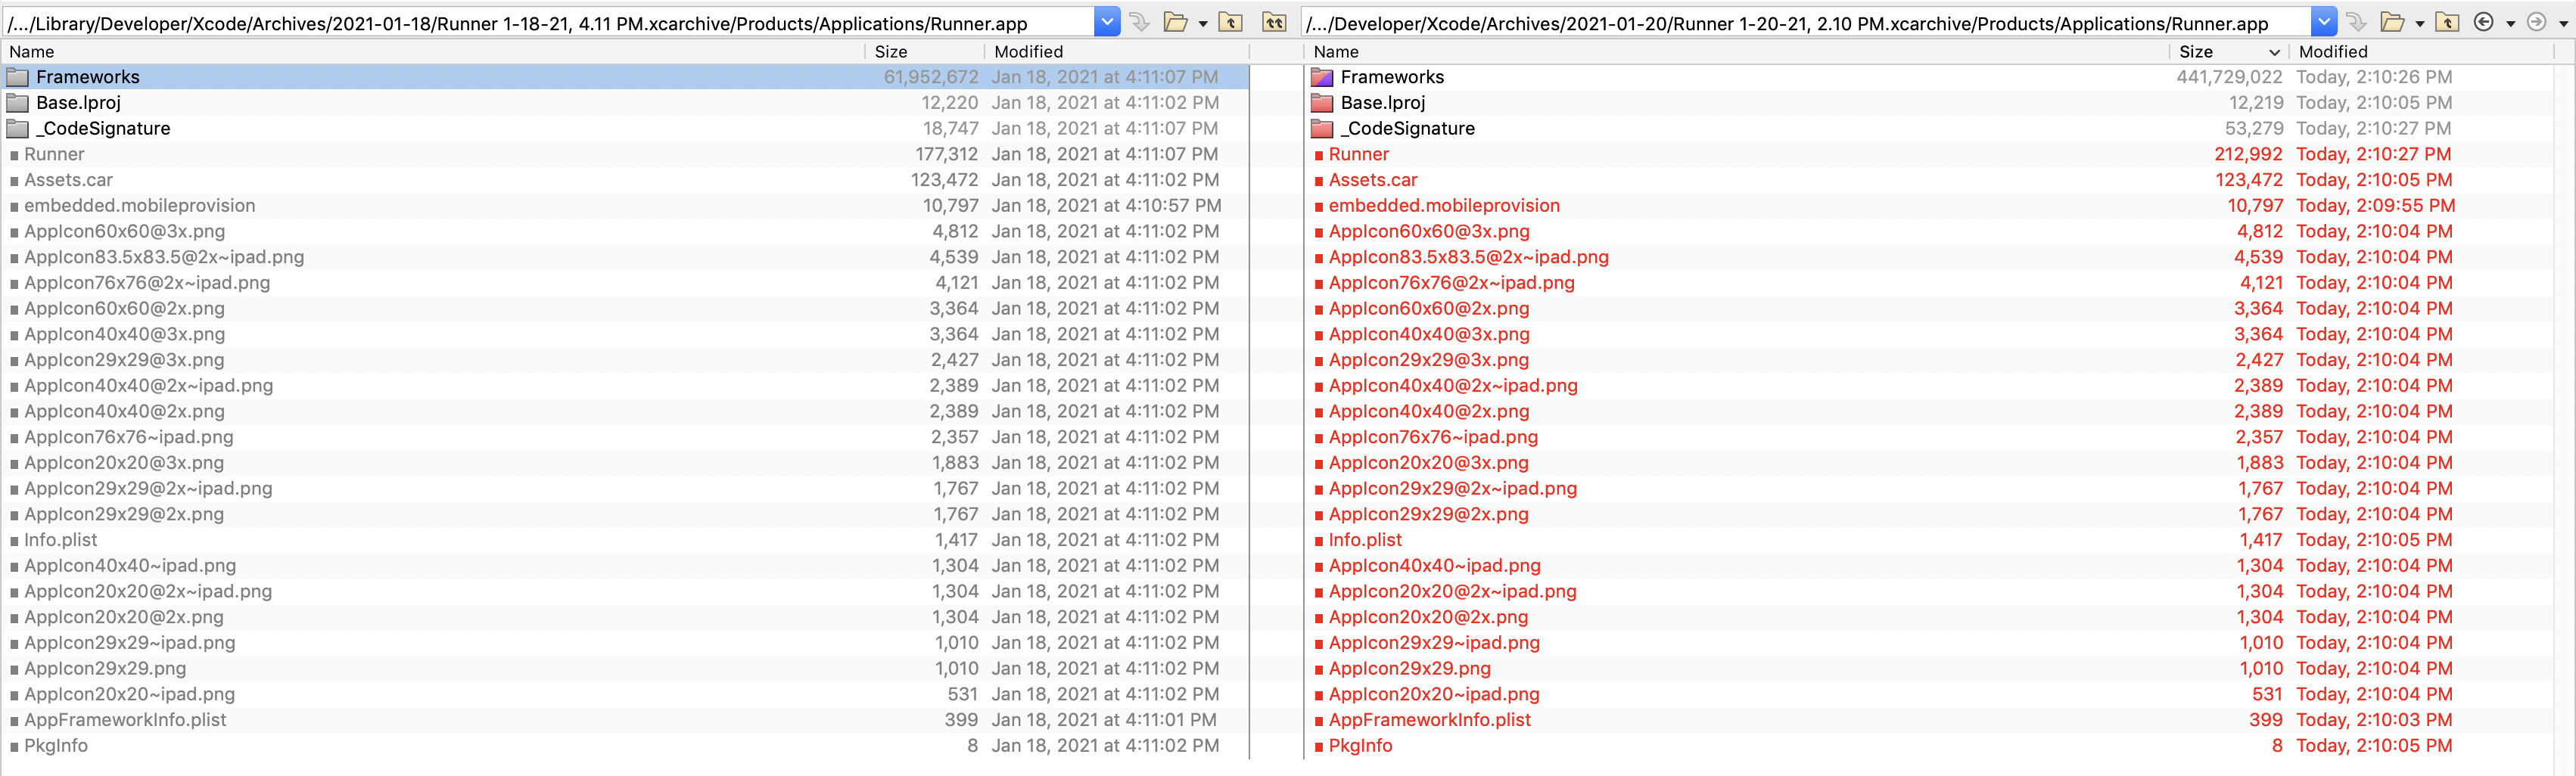 /.../Library/Developer/Xcode/Archives/2021-01-18/Runner 1-18-21, 4.11 PM.xcarchive/Products/Applications/Runner.app /.../Developer/Xcode/Archives/2021-01-20/Runner 1-20-21, 2.10 PM.xcarchive/Products/Applications/Runner.app
Name Size Modified Name Size Modified
Frameworks 61,952,672 Jan 18, 2021 at 4:11:07 PM Frameworks 441,729,022 Today, 2:10:26 PM
Base.lproj 12,220 Jan 18, 2021 at 4:11:02 PM Base.lproj 12,219 Today, 2:10:05 PM
_CodeSignature 18,747 Jan 18, 2021 at 4:11:07 PM _CodeSignature 53,279 Today, 2:10:27 PM
Runner 177,312 Jan 18, 2021 at 4:11:07 PM Runner 212,992 Today, 2:10:27 PM
Assets.car 123,472 Jan 18, 2021 at 4:11:02 PM Assets.car 123,472 Today, 2:10:05 PM
embedded.mobileprovision 10,797 Jan 18, 2021 at 4:10:57 PM embedded.mobileprovision 10,797 Today, 2:09:55 PM
AppIcon60x60@3x.png 4,812 Jan 18, 2021 at 4:11:02 PM AppIcon60x60@3x.png 4,812 Today, 2:10:04 PM
AppIcon83.5x83.5@2x~ipad.png 4,539 Jan 18, 2021 at 4:11:02 PM AppIcon83.5x83.5@2x~ipad.png 4,539 Today, 2:10:04 PM
AppIcon76x76@2x~ipad.png 4,121 Jan 18, 2021 at 4:11:02 PM AppIcon76x76@2x~ipad.png 4,121 Today, 2:10:04 PM
AppIcon60x60@2x.png 3,364 Jan 18, 2021 at 4:11:02 PM AppIcon60x60@2x.png 3,364 Today, 2:10:04 PM
AppIcon40x40@3x.png 3,364 Jan 18, 2021 at 4:11:02 PM AppIcon40x40@3x.png 3,364 Today, 2:10:04 PM
AppIcon29x29@3x.png 2,427 Jan 18, 2021 at 4:11:02 PM AppIcon29x29@3x.png 2,427 Today, 2:10:04 PM
AppIcon40x40@2x~ipad.png 2,389 Jan 18, 2021 at 4:11:02 PM AppIcon40x40@2x~ipad.png 2,389 Today, 2:10:04 PM
AppIcon40x40@2x.png 2,389 Jan 18, 2021 at 4:11:02 PM AppIcon40x40@2x.png 2,389 Today, 2:10:04 PM
AppIcon76x76~ipad.png 2,357 Jan 18, 2021 at 4:11:02 PM AppIcon76x76~ipad.png 2,357 Today, 2:10:04 PM
AppIcon20x20@3x.png 1,883 Jan 18, 2021 at 4:11:02 PM AppIcon20x20@3x.png 1,883 Today, 2:10:04 PM
AppIcon29x29@2x~ipad.png 1,767 Jan 18, 2021 at 4:11:02 PM AppIcon29x29@2x~ipad.png 1,767 Today, 2:10:04 PM
AppIcon29x29@2x.png 1,767 Jan 18, 2021 at 4:11:02 PM AppIcon29x29@2x.png 1,767 Today, 2:10:04 PM
Info.plist 1,417 Jan 18, 2021 at 4:11:02 PM Info.plist 1,417 Today, 2:10:05 PM
AppIcon40x40~ipad.png 1,304 Jan 18, 2021 at 4:11:02 PM AppIcon40x40~ipad.png 1,304 Today, 2:10:04 PM
AppIcon20x20@2x~ipad.png 1,304 Jan 18, 2021 at 4:11:02 PM AppIcon20x20@2x~ipad.png 1,304 Today, 2:10:04 PM
AppIcon20x20@2x.png 1,304 Jan 18, 2021 at 4:11:02 PM AppIcon20x20@2x.png 1,304 Today, 2:10:04 PM
AppIcon29x29~ipad.png 1,010 Jan 18, 2021 at 4:11:02 PM AppIcon29x29~ipad.png 1,010 Today, 2:10:04 PM
AppIcon29x29.png 1,010 Jan 18, 2021 at 4:11:02 PM AppIcon29x29.png 1,010 Today, 2:10:04 PM
AppIcon20x20~ipad.png 531 Jan 18, 2021 at 4:11:02 PM AppIcon20x20~ipad.png 531 Today, 2:10:04 PM
AppFrameworkInfo.plist 399 Jan 18, 2021 at 4:11:01 PM AppFrameworkInfo.plist 399 Today, 2:10:03 PM
PkgInfo 8 Jan 18, 2021 at 4:11:02 PM PkgInfo 8 Today, 2:10:05 PM